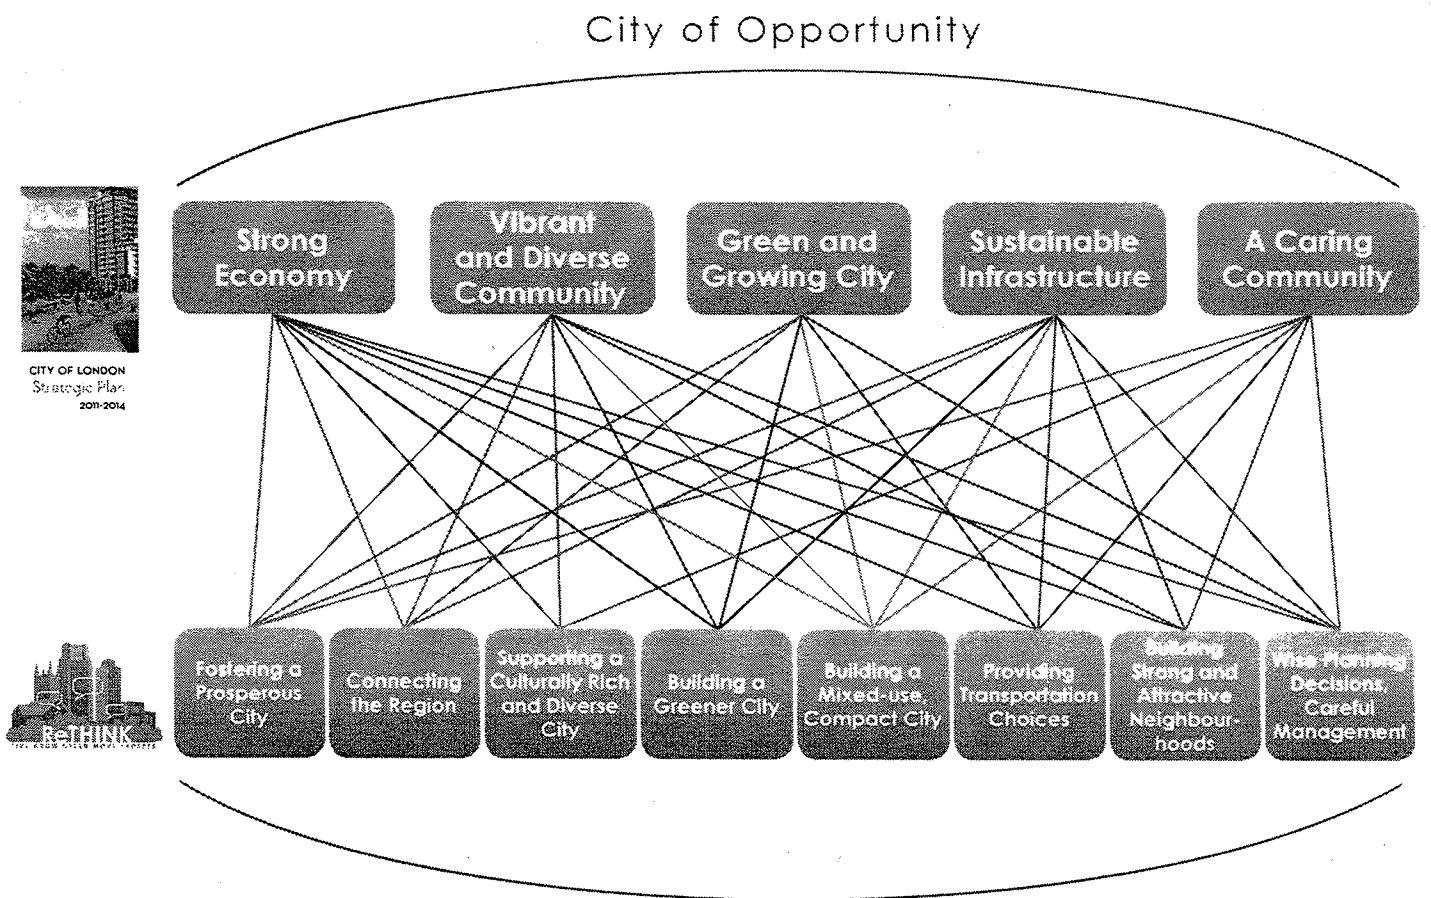 City of Opportunity
Strong
Economy
Vibrant
and Diverse
Community
Green and
Growing City
Sustainable
Infrastructure
A Caring
Community
CITY OF LONDON
Strategic Plan
2011-2014
Fostering a
Prosperous
City
Connecting
the Region
Supporting a
Culturally Rich
and Diverse
City
Building a
Greener City
Building a
Mixed-use,
Compact City
Providing
Transportation
Choices
Building
Strong and
Attractive
Neighbour-
hoods
Wise Planning
Decisions,
Careful
Management
ReTHINK